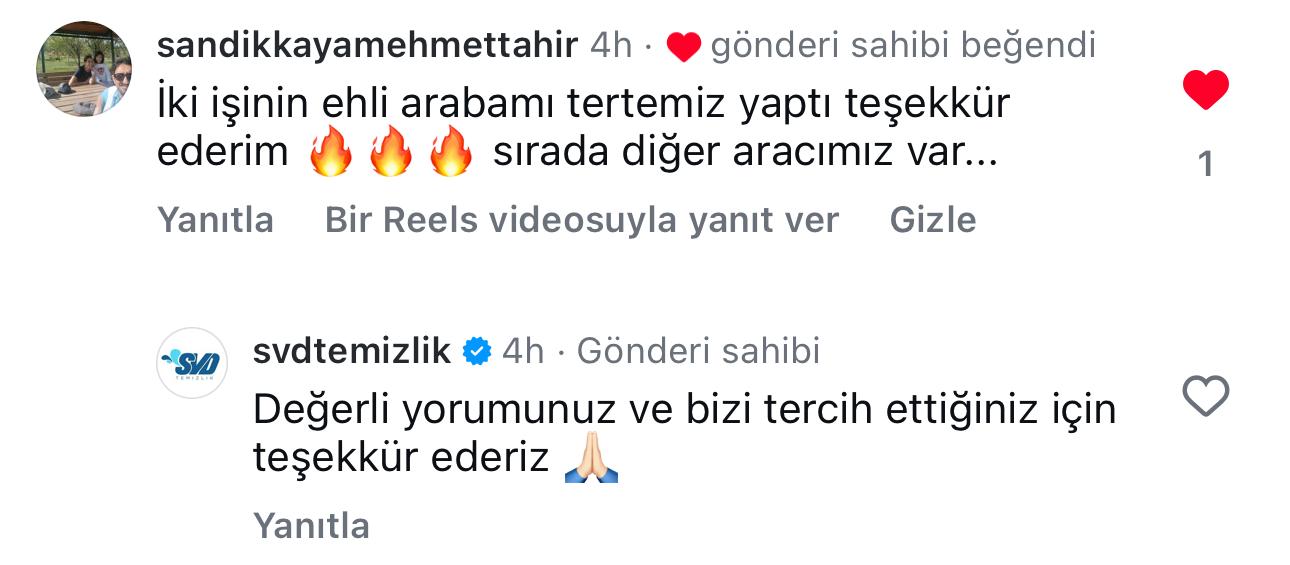 sandikkayamehmettahir 4h · ❤️ gönderi sahibi beğendi
İki işinin ehli arabamı tertemiz yaptı teşekkür
ederim 🔥🔥🔥 sırada diğer aracımız var...
1
Yanıtla Bir Reels videosuyla yanıt ver Gizle
SVD
TEMİZLİK
svdtemizlik 4h · Gönderi sahibi
Değerli yorumunuz ve bizi tercih ettiğiniz için
teşekkür ederiz 🙏🏻
Yanıtla